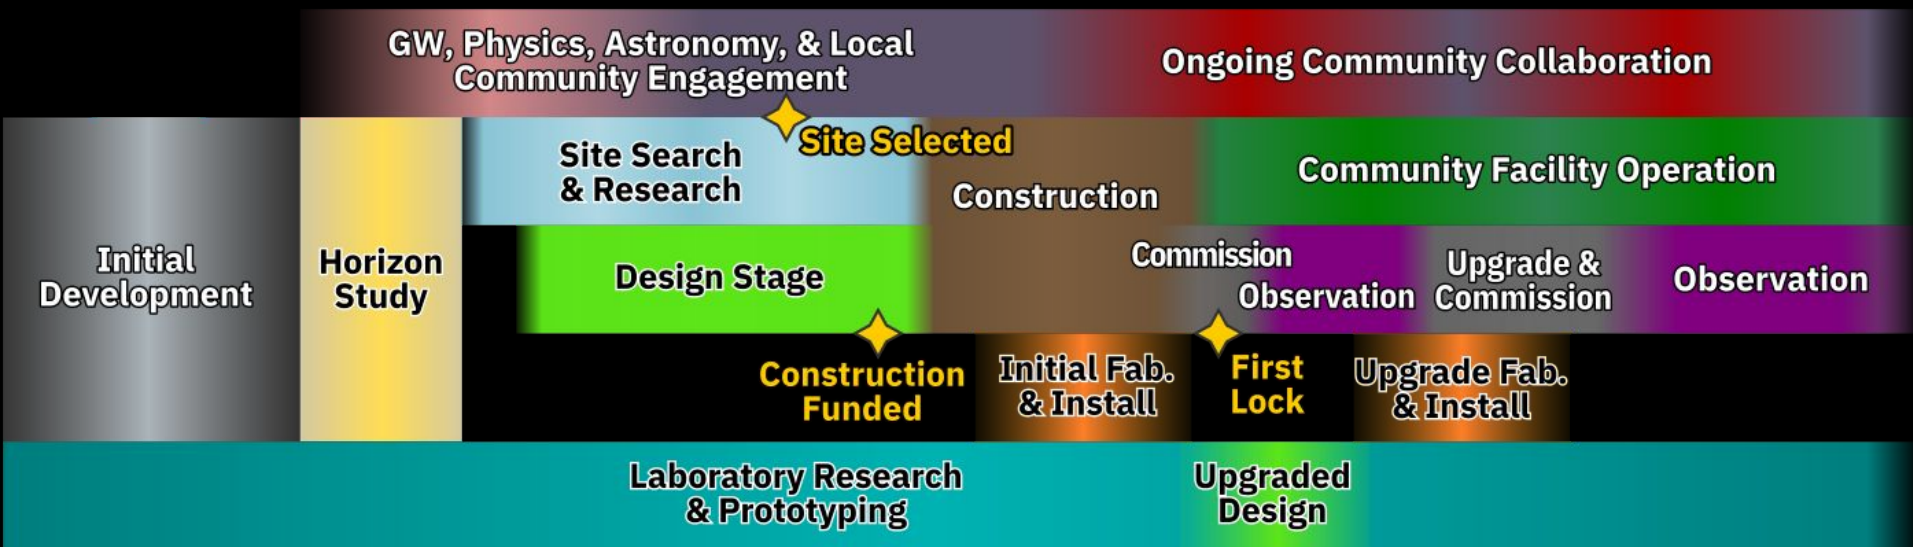 GW, Physics, Astronomy, & Local
Community Engagement
Ongoing Community Collaboration
Site Selected
Site Search
& Research
Construction
Community Facility Operation
Initial
Development
Horizon
Study
Design Stage
Commission
Observation
Upgrade &
Commission
Observation
Construction
Funded
Initial Fab.
& Install
First
Lock
Upgrade Fab.
& Install
Laboratory Research
& Prototyping
Upgraded
Design